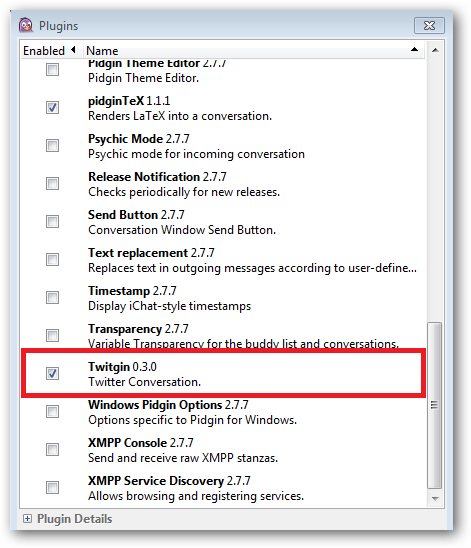 Plugins
Enabled Name
Pidgin Theme Editor 2.7.7
Pidgin Theme Editor.
pidginTeX 1.1.1
Renders LaTeX into a conversation.
Psychic Mode 2.7.7
Psychic mode for incoming conversation
Release Notification 2.7.7
Checks periodically for new releases.
Send Button 2.7.7
Conversation Window Send Button.
Text replacement 2.7.7
Replaces text in outgoing messages according to user-define...
Timestamp 2.7.7
Display iChat-style timestamps
Transparency 2.7.7
Variable Transparency for the buddy list and conversations.
Twitgin 0.3.0
Twitter Conversation.
Windows Pidgin Options 2.7.7
Options specific to Pidgin for Windows.
XMPP Console 2.7.7
Send and receive raw XMPP stanzas.
XMPP Service Discovery 2.7.7
Allows browsing and registering services.
Plugin Details